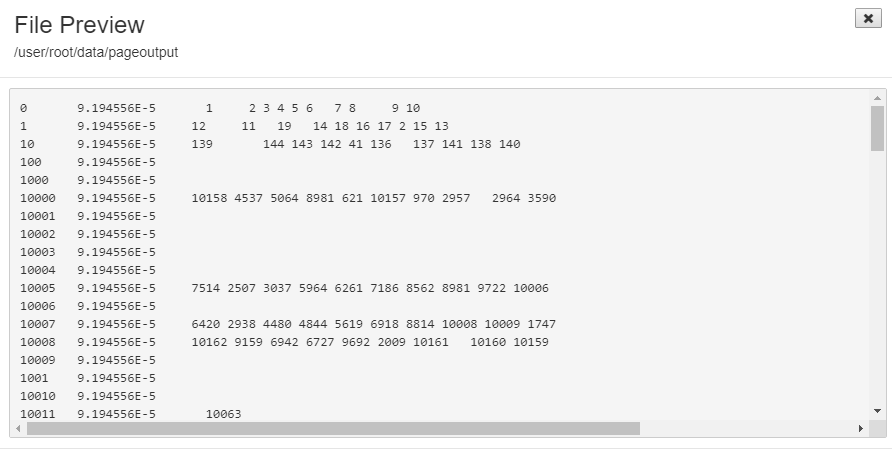 File Preview
/user/root/data/pageoutput
0 9.194556E-5 1 2 3 4 5 6 7 8 9 10
1 9.194556E-5 12 11 19 14 18 16 17 2 15 13
10 9.194556E-5 139 144 143 142 41 136 137 141 138 140
100 9.194556E-5
1000 9.194556E-5
10000 9.194556E-5 10158 4537 5064 8981 621 10157 970 2957 2964 3590
10001 9.194556E-5
10002 9.194556E-5
10003 9.194556E-5
10004 9.194556E-5
10005 9.194556E-5 7514 2507 3037 5964 6261 7186 8562 8981 9722 10006
10006 9.194556E-5
10007 9.194556E-5 6420 2938 4480 4844 5619 6918 8814 10008 10009 1747
10008 9.194556E-5 10162 9159 6942 6727 9692 2009 10161 10160 10159
10009 9.194556E-5
1001 9.194556E-5
10010 9.194556E-5
10011 9.194556E-5 10063